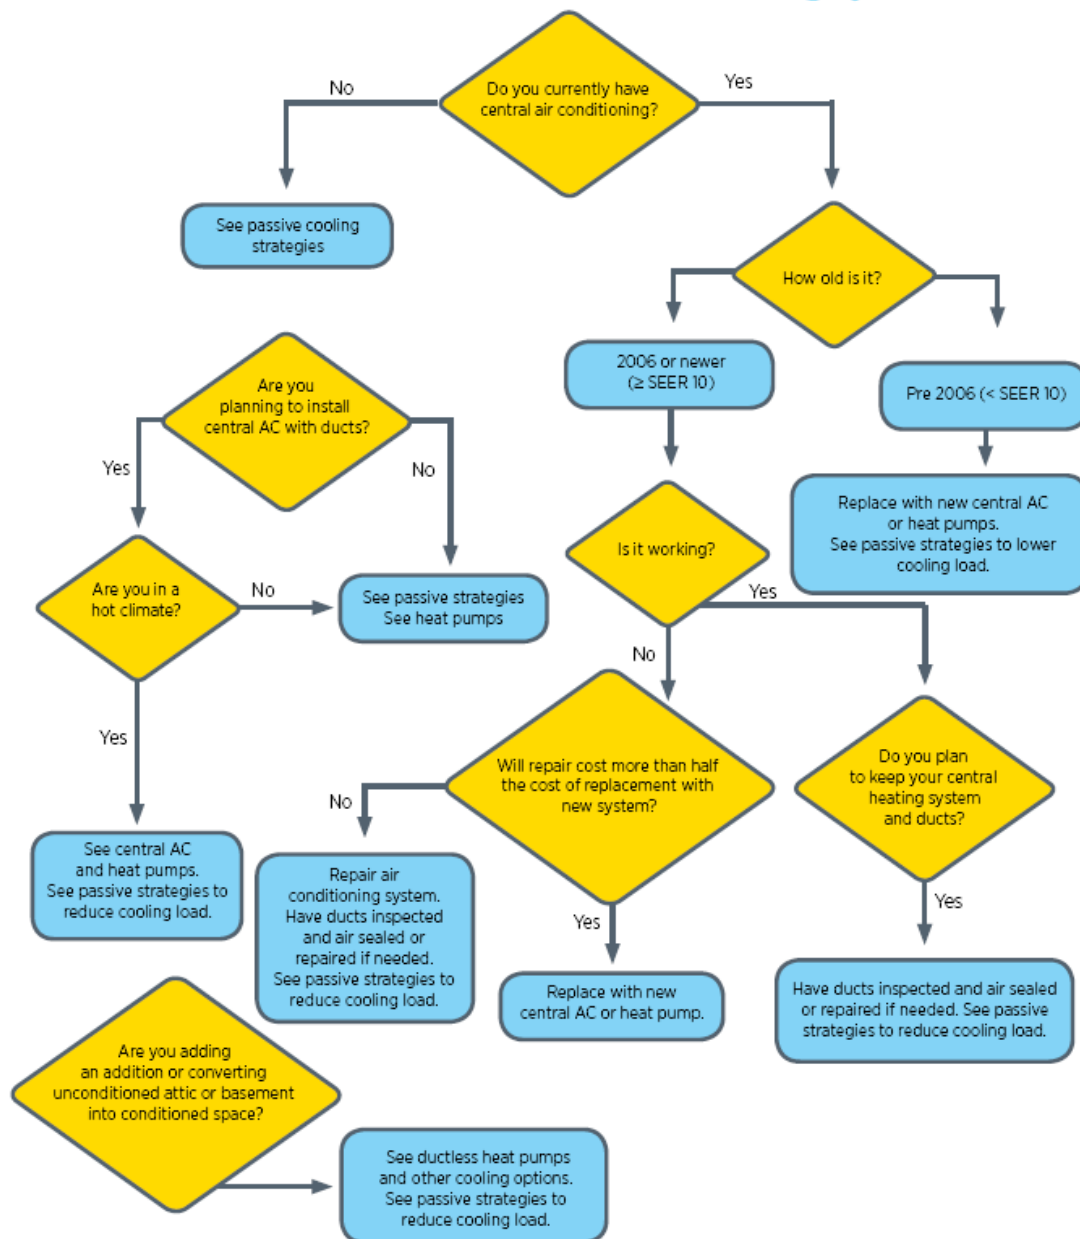 Do you currently have
central air conditioning?
No
Yes
See passive cooling
strategies
How old is it?
2006 or newer
(≥ SEER 10)
Pre 2006 (< SEER 10)
Replace with new central AC
or heat pumps.
See passive strategies to lower
cooling load.
Are you
planning to install
central AC with ducts?
Yes
No
Are you in a
hot climate?
No
See passive strategies
See heat pumps
Yes
See central AC
and heat pumps.
See passive strategies to
reduce cooling load.
Is it working?
Yes
No
Will repair cost more than half
the cost of replacement with
new system?
No
Repair air
conditioning system.
Have ducts inspected
and air sealed or
repaired if needed.
See passive strategies to
reduce cooling load.
Yes
Replace with new
central AC or heat pump.
Do you plan
to keep your central
heating system
and ducts?
Yes
Have ducts inspected and air sealed
or repaired if needed. See passive
strategies to reduce cooling load.
Are you adding
an addition or converting
unconditioned attic or basement
into conditioned space?
See ductless heat pumps
and other cooling options.
See passive strategies to
reduce cooling load.